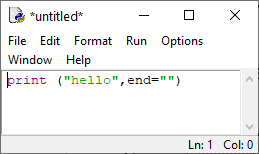 *untitled*
File Edit Format Run Options
Window Help
print ("hello",end="")
Ln: 1 Col: 0